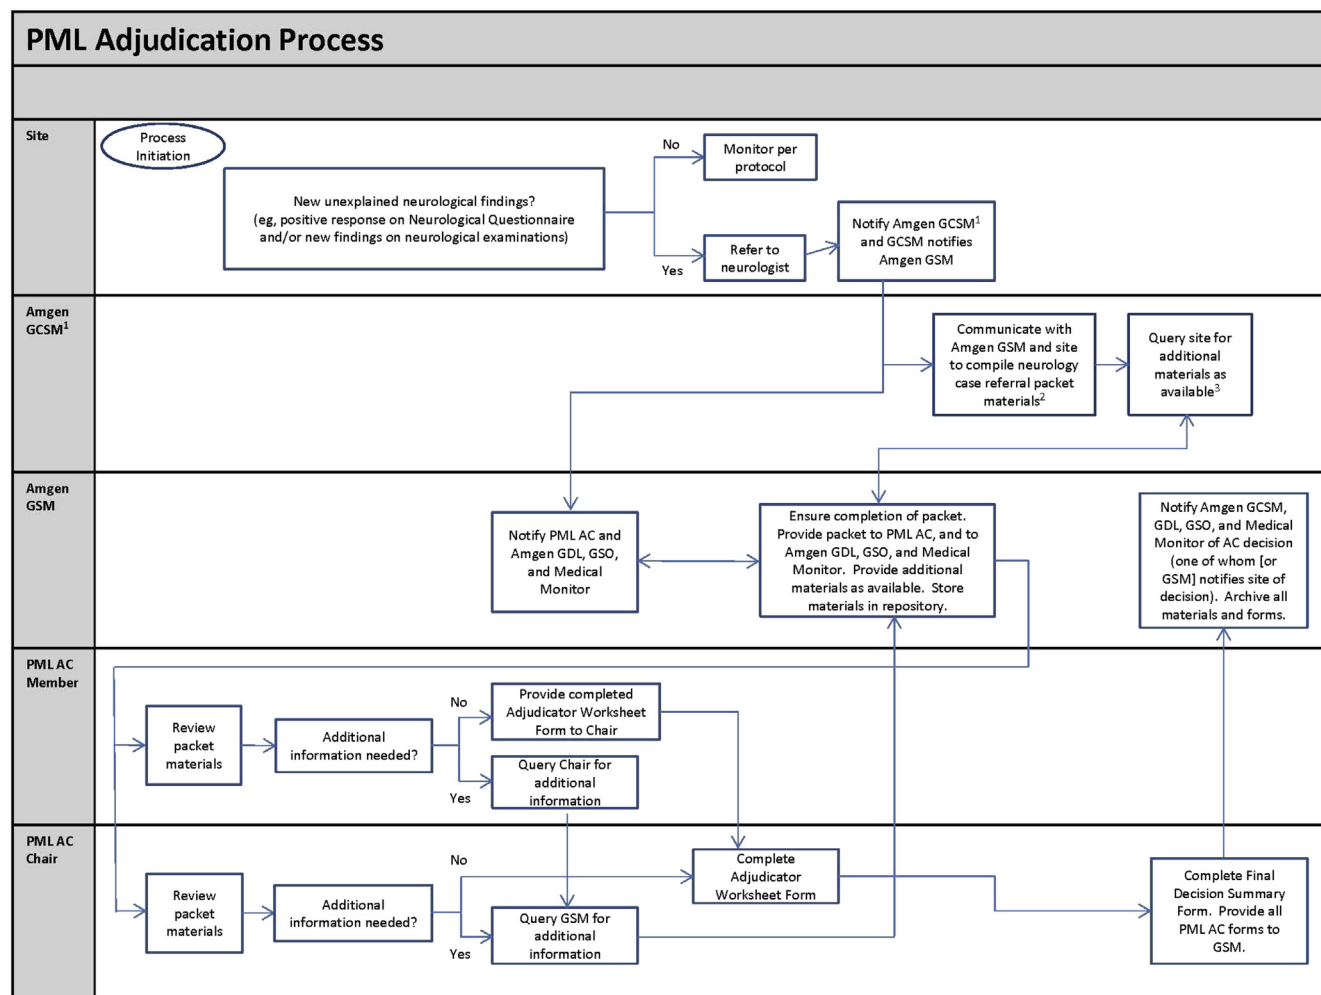 PML Adjudication Process
Site
Process
Initiation
New unexplained neurological findings?
(eg, positive response on Neurological Questionnaire
and/or new findings on neurological examinations)
No
Monitor per
protocol
Yes
Refer to
neurologist
Notify Amgen GCSM¹
and GCSM notifies
Amgen GSM
Amgen
GCSM¹
Communicate with
Amgen GSM and site
to compile neurology
case referral packet
materials²
Query site for
additional
materials as
available³
Amgen
GSM
Notify PML AC and
Amgen GDL, GSO,
and Medical
Monitor
Ensure completion of packet.
Provide packet to PML AC, and to
Amgen GDL, GSO, and Medical
Monitor. Provide additional
materials as available. Store
materials in repository.
Notify Amgen GCSM,
GDL, GSO, and Medical
Monitor of AC decision
(one of whom [or
GSM] notifies site of
decision). Archive all
materials and forms.
PML AC
Member
Review
packet
materials
Additional
information needed?
No
Provide completed
Adjudicator Worksheet
Form to Chair
Yes
Query Chair for
additional
information
PML AC
Chair
Review
packet
materials
Additional
information needed?
No
Yes
Query GSM for
additional
information
Complete
Adjudicator
Worksheet Form
Complete Final
Decision Summary
Form. Provide all
PML AC forms to
GSM.